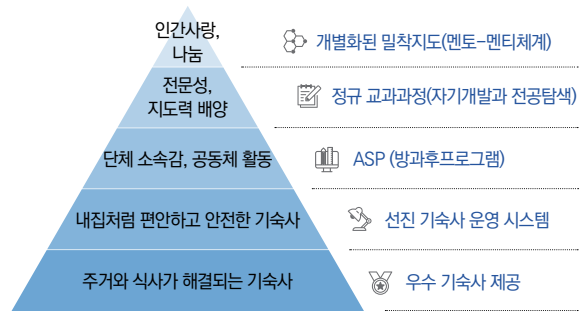 인간사랑,
나눔
개별화된 밀착지도(멘토-멘티체계)
전문성,
지도력 배양
정규 교과과정(자기개발과 전공탐색)
단체 소속감, 공동체 활동
ASP (방과후프로그램)
내집처럼 편안하고 안전한 기숙사
선진 기숙사 운영 시스템
주거와 식사가 해결되는 기숙사
우수 기숙사 제공